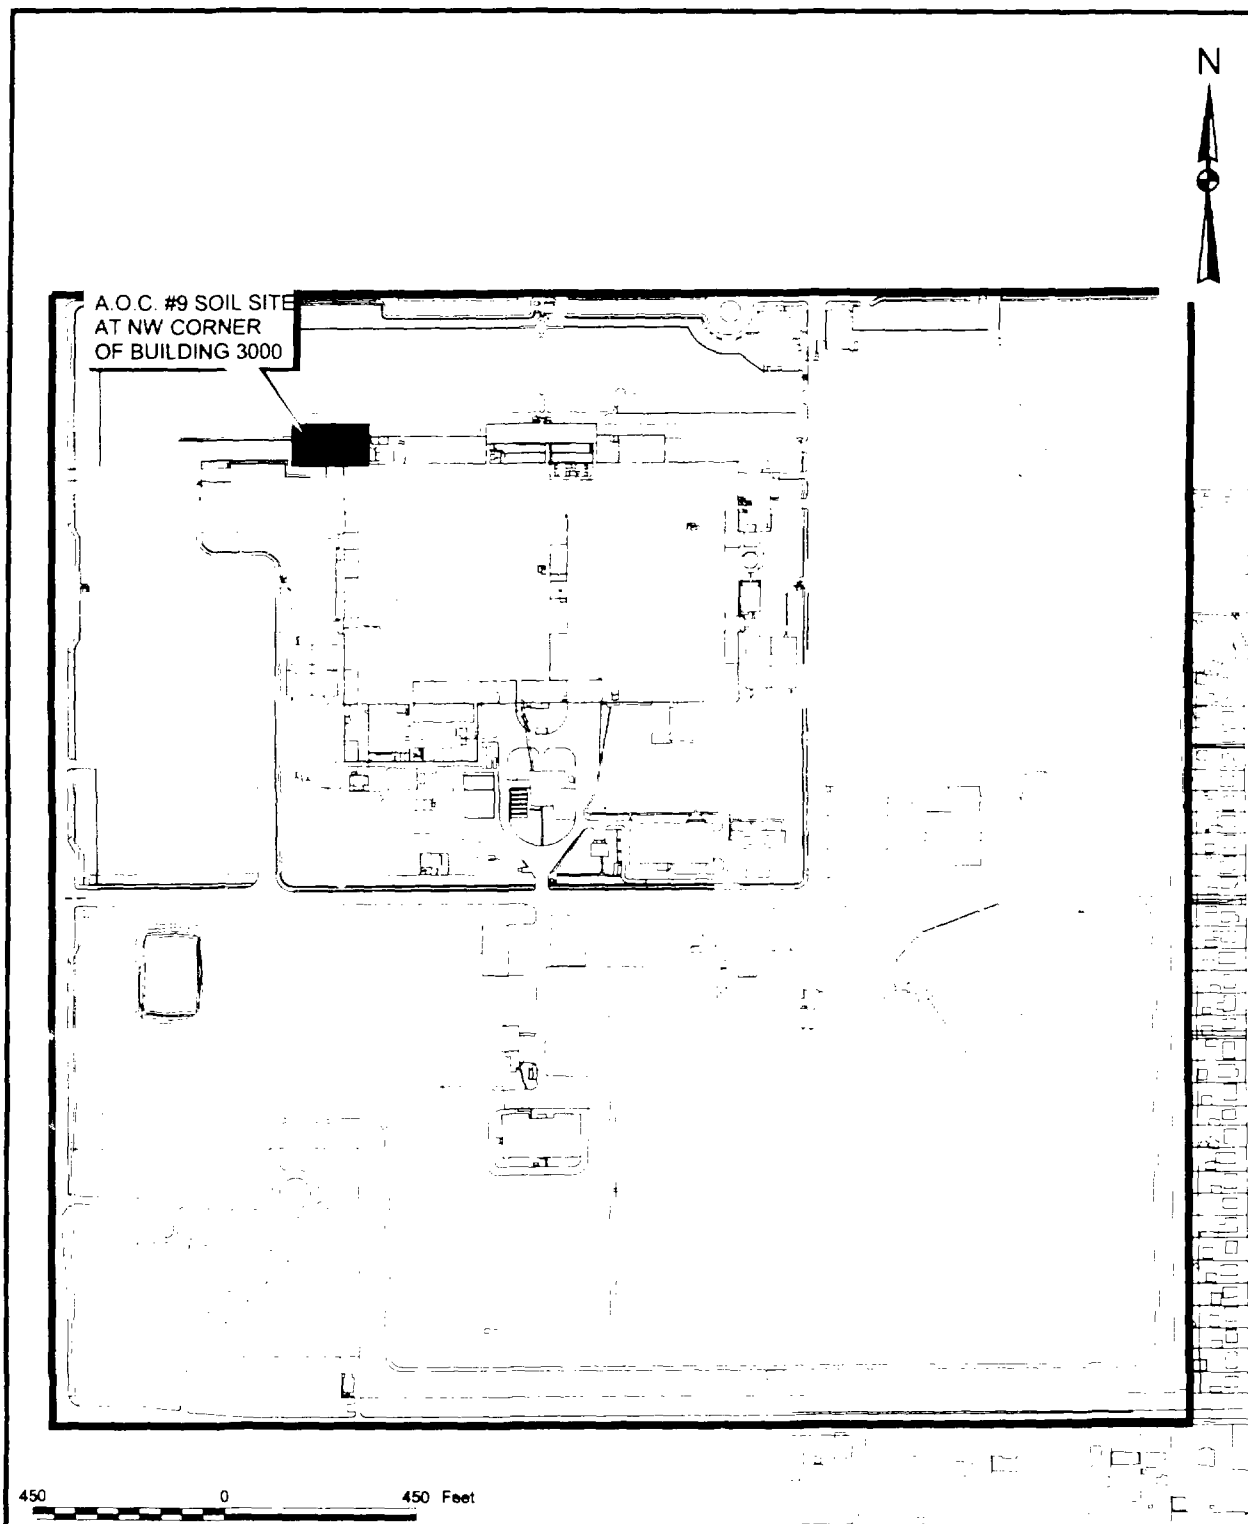 N
A.O.C. #9 SOIL SITE
AT NW CORNER
OF BUILDING 3000
450 0 450 Feet